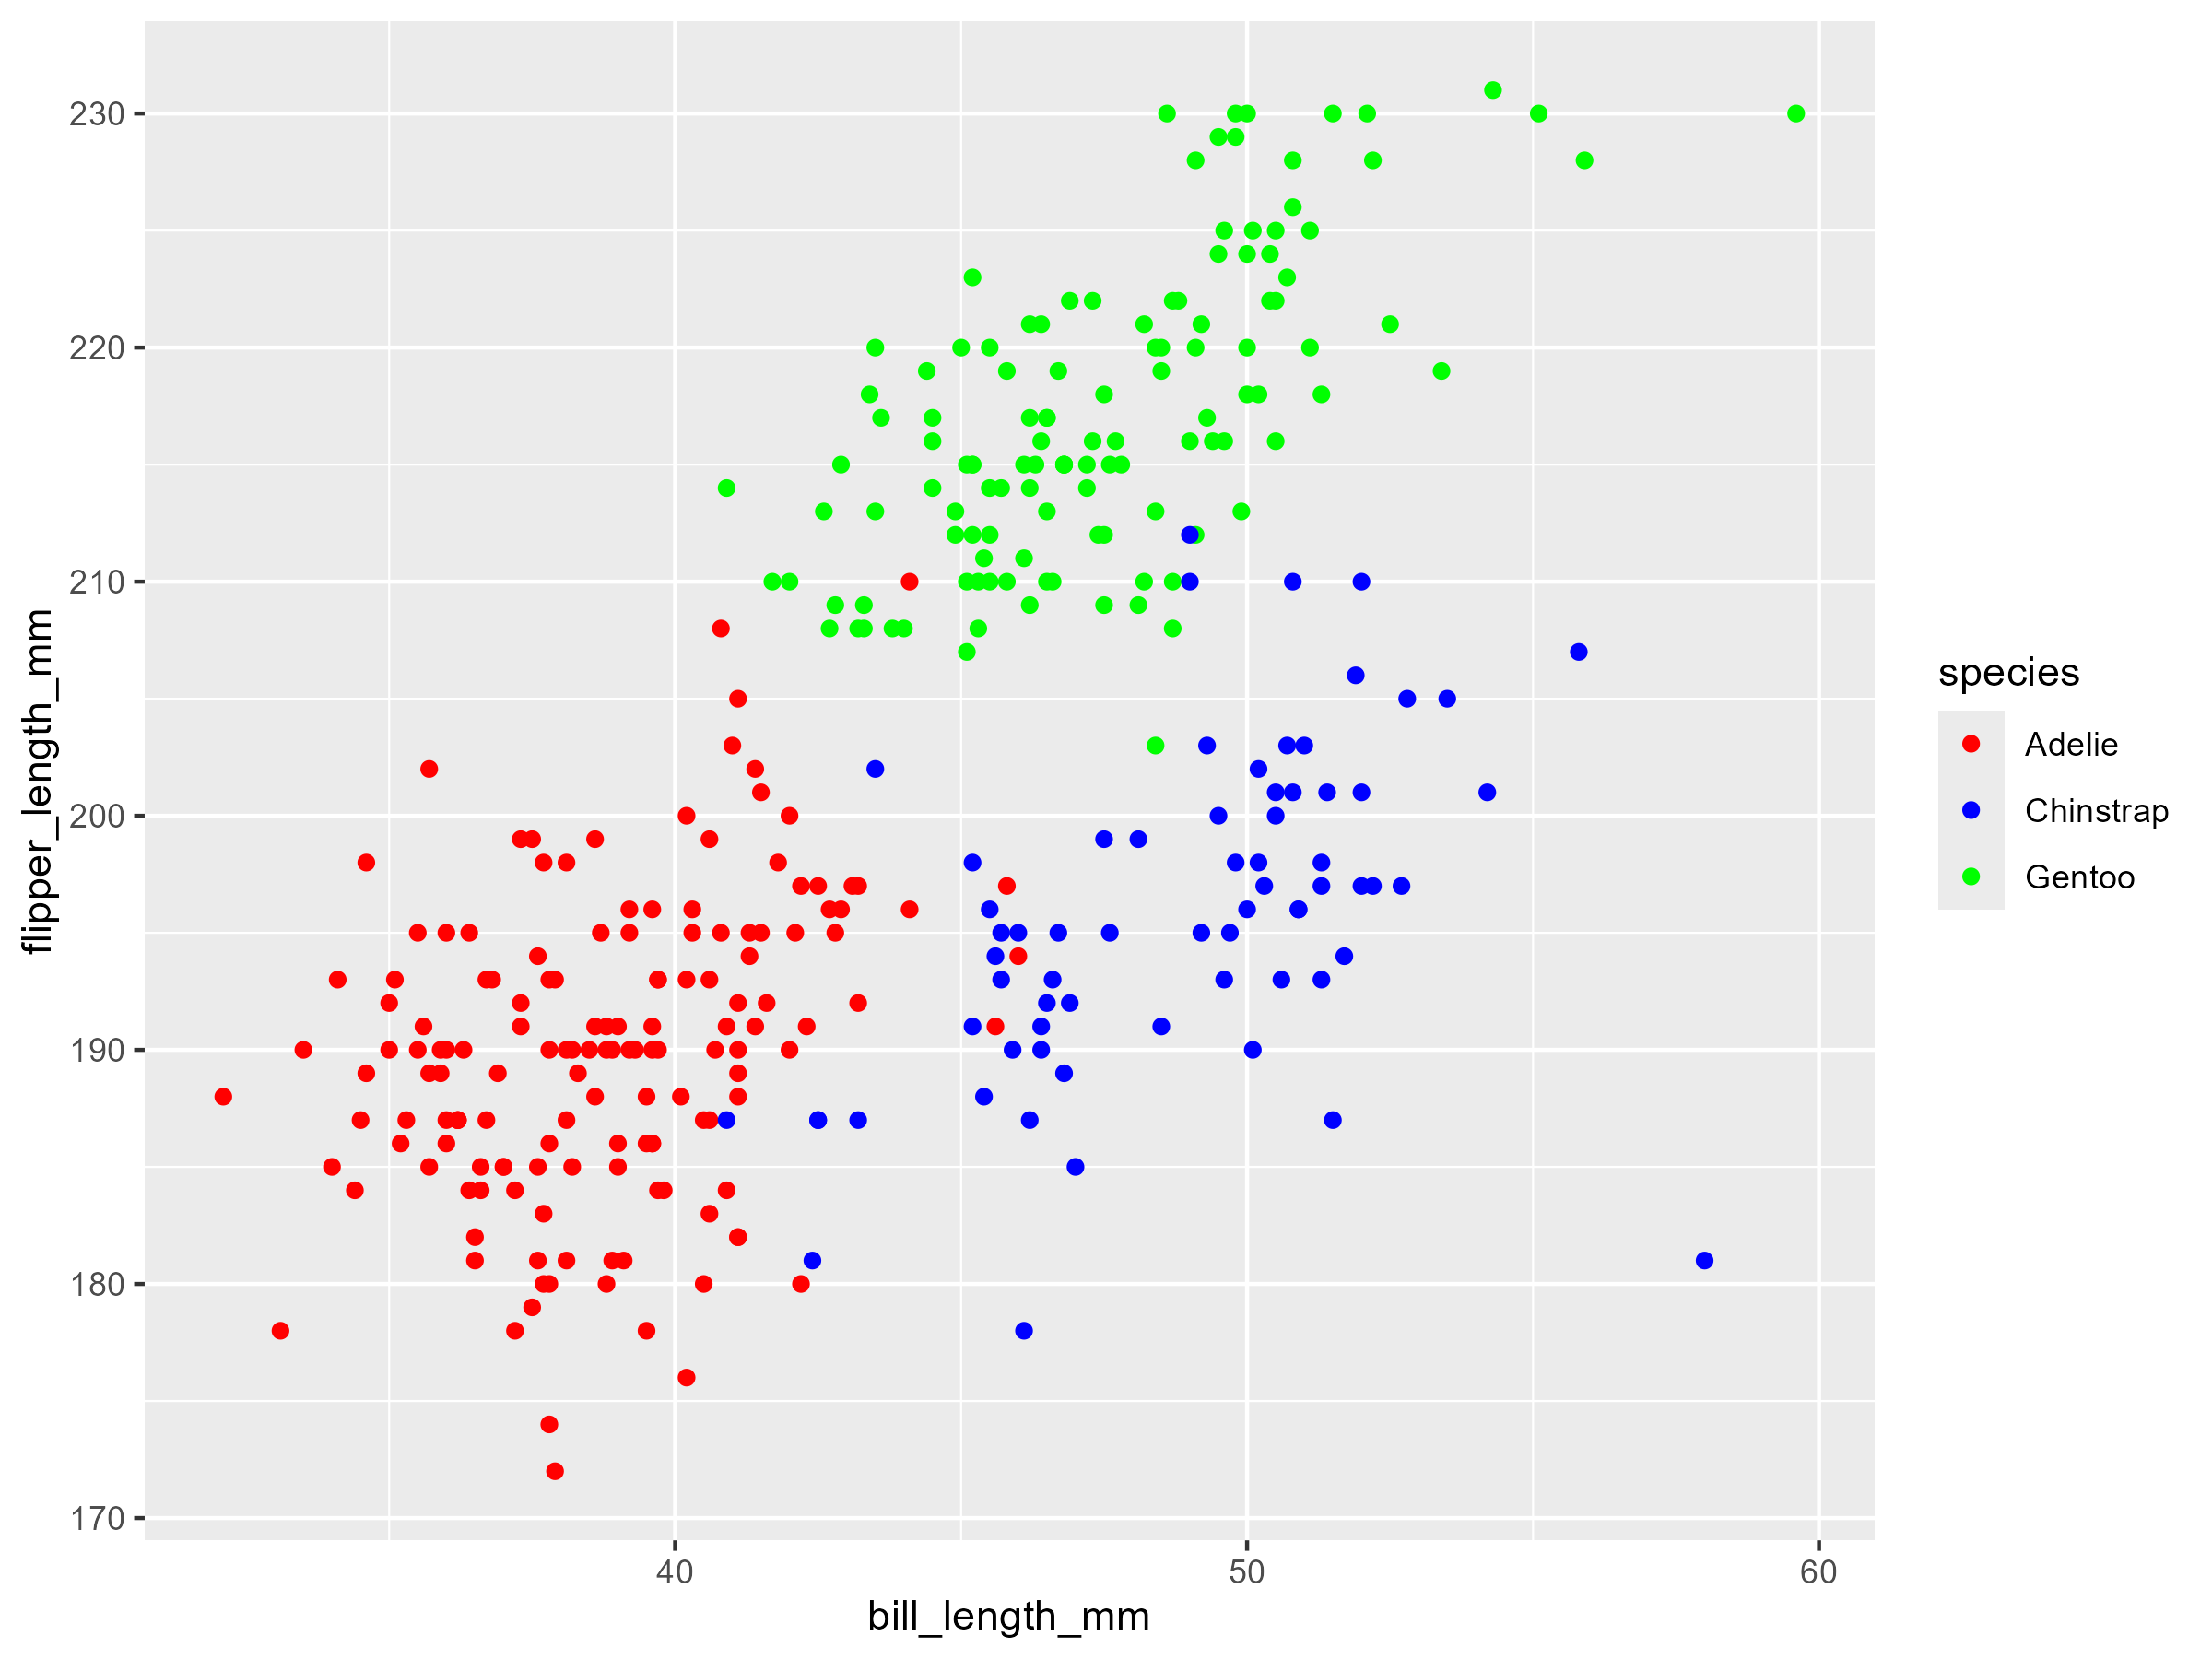 230
220
210
200
190
180
170
flipper_length_mm
40 50 60
bill_length_mm
species
Adelie
Chinstrap
Gentoo